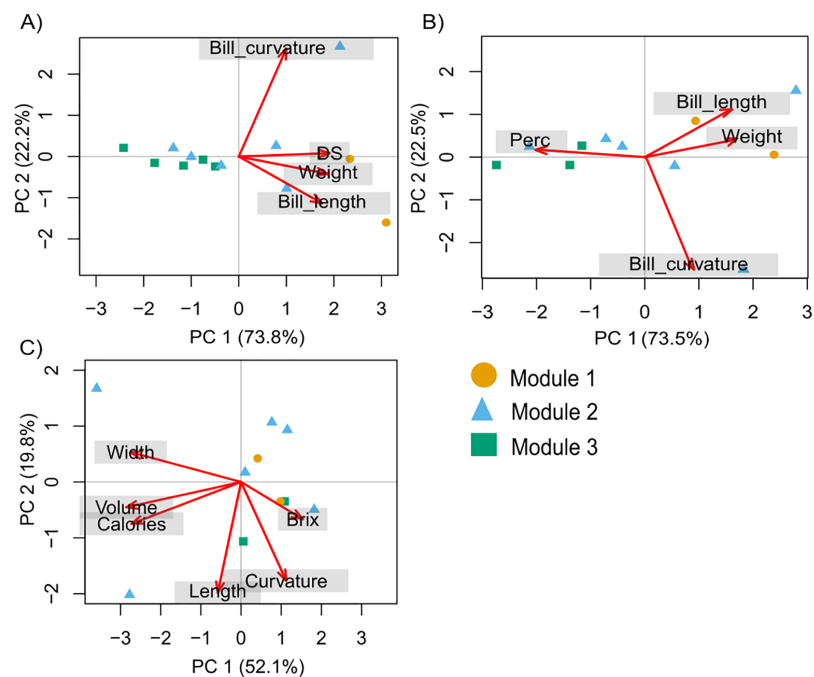 A)
Bill_curvature
DS
Weight
Bill_length
2
1
0
−1
−2
PC 2 (22.2%)
−3 −2 −1 0 1 2 3
PC 1 (73.8%)
B)
Bill_length
Weight
Perc
Bill_curvature
2
1
0
−1
−2
PC 2 (22.5%)
−3 −2 −1 0 1 2 3
PC 1 (73.5%)
C)
Width
Volume
Calories
Brix
Curvature
Length
2
1
0
−1
−2
PC 2 (19.8%)
−3 −2 −1 0 1 2 3
PC 1 (52.1%)
Module 1
Module 2
Module 3